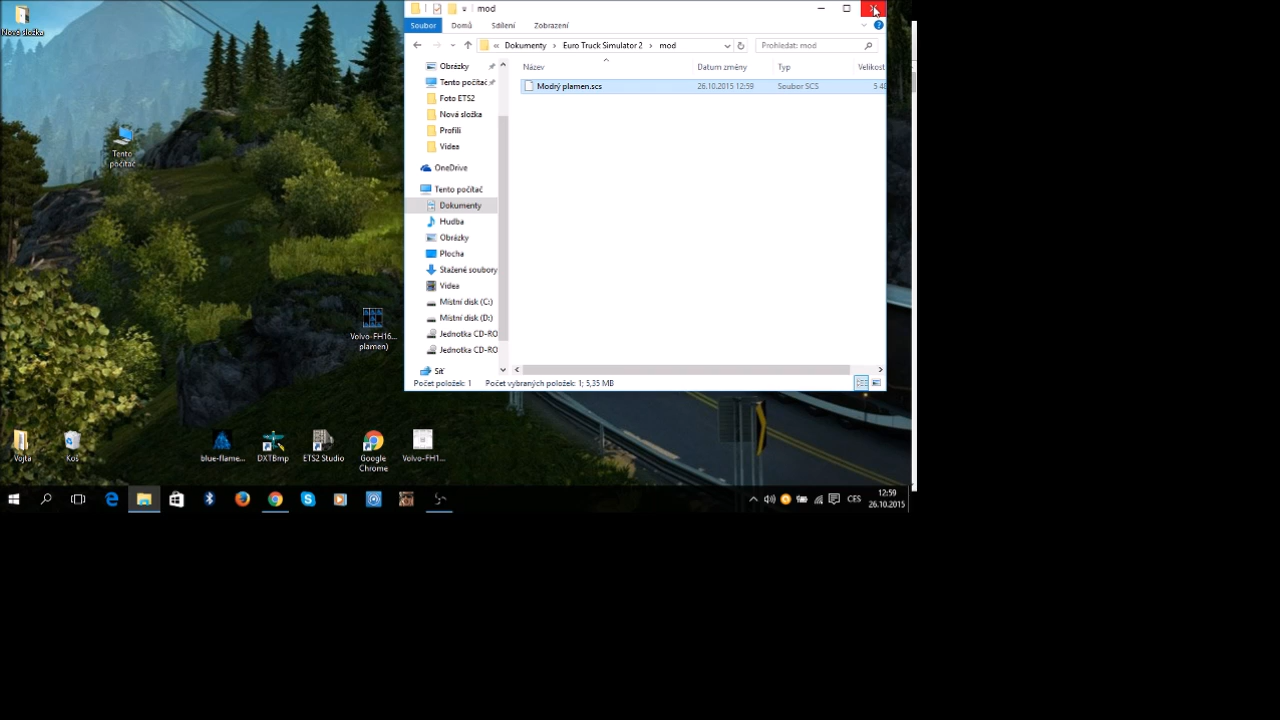 Nová složka
Tento počítač
Volvo-FH16... plamen)
Vojta
Koš
blue-flame...
DXTBmp
ETS2 Studio
Google Chrome
Volvo-FH1...
mod
Soubor
Domů
Sdílení
Zobrazení
« Dokumenty > Euro Truck Simulator 2 > mod
Prohledat: mod
Název
Datum změny
Typ
Velikost
Modrý plamen.scs
26.10.2015 12:59
Soubor SCS
Obrázky
Tento počítač
Foto ETS2
Nová složka
Profili
Videa
OneDrive
Tento počítač
Dokumenty
Hudba
Obrázky
Plocha
Stažené soubory
Videa
Místní disk (C:)
Místní disk (D:)
Jednotka CD-RO
Jednotka CD-RO
Síť
Počet položek: 1
Počet vybraných položek: 1; 5,35 MB
CES
12:59
26.10.2015